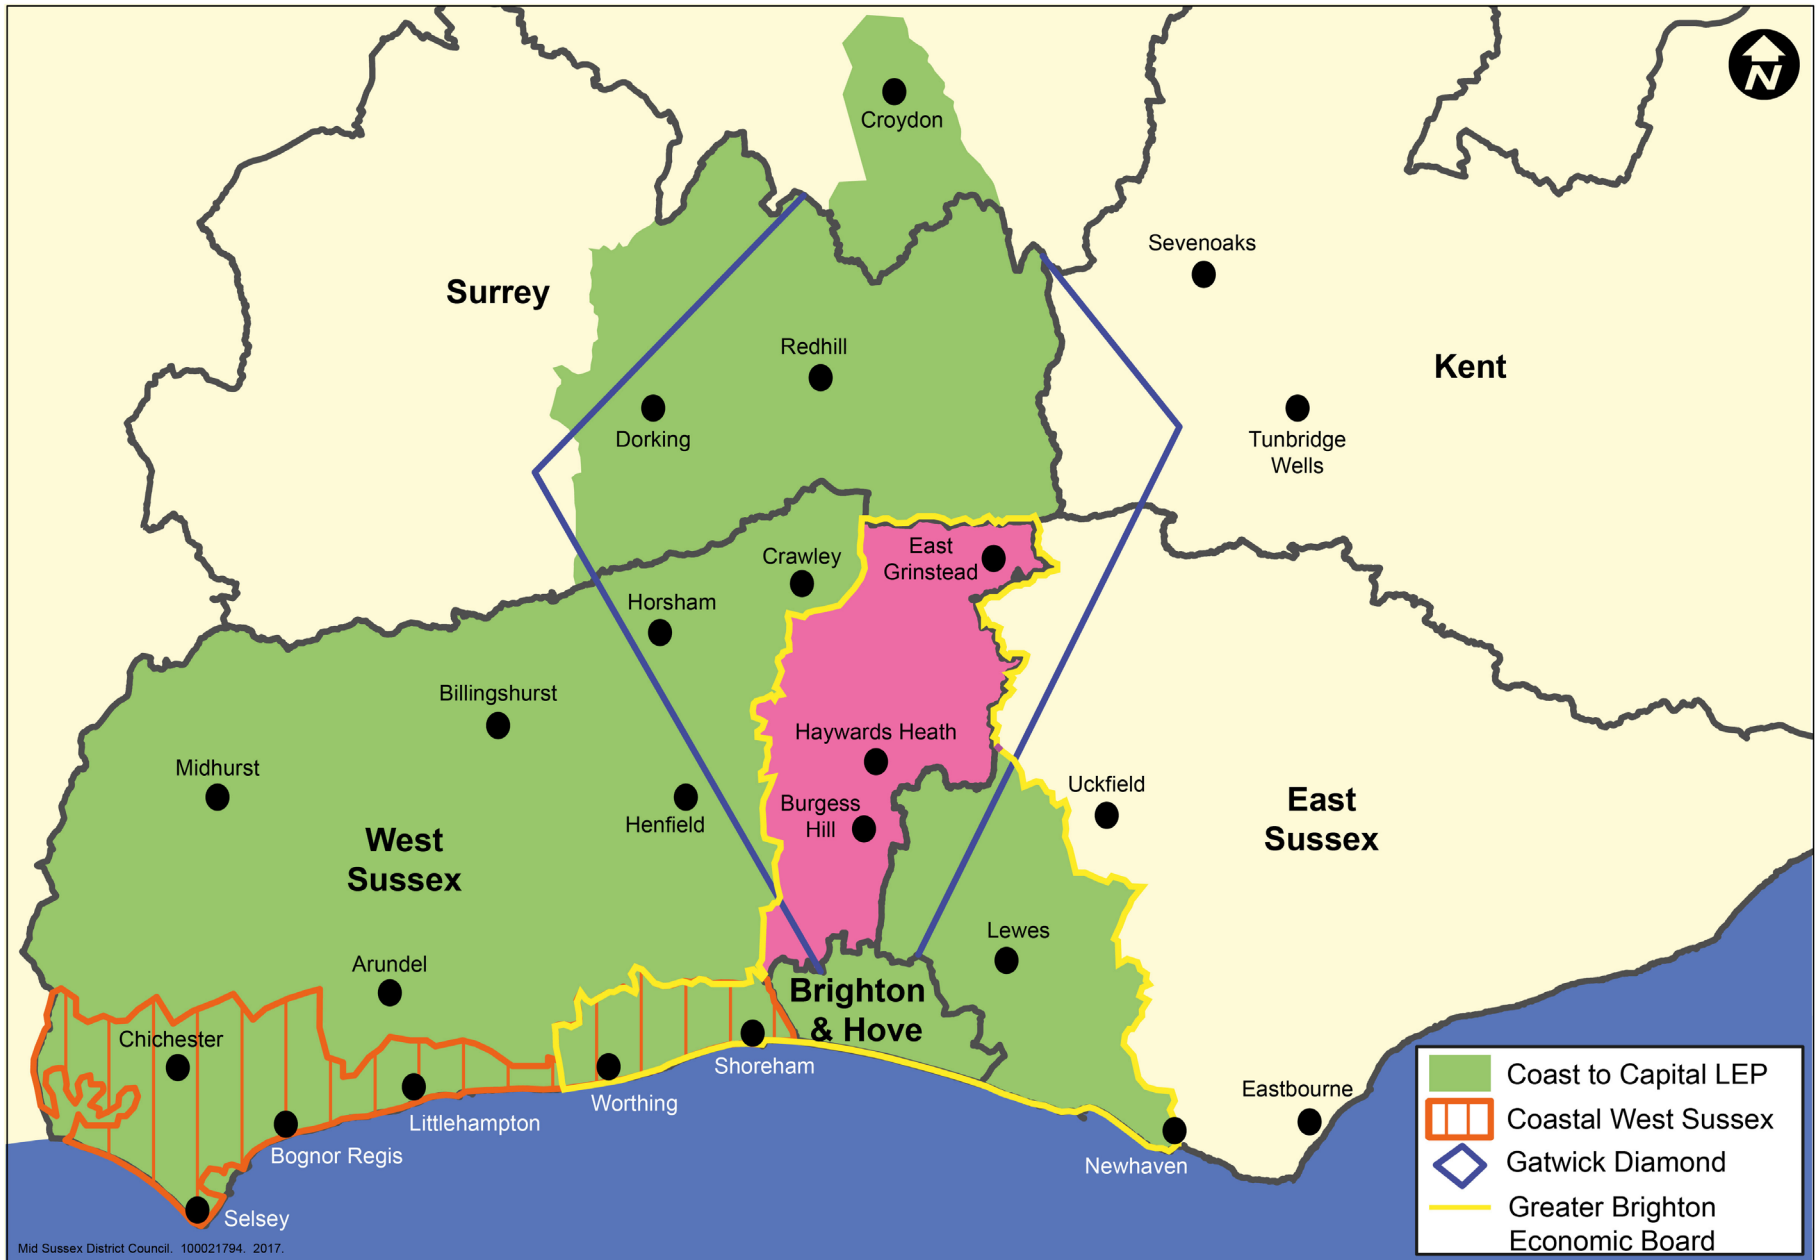 N
Croydon
Sevenoaks
Surrey
Redhill
Kent
Dorking
Tunbridge
Wells
East
Grinstead
Crawley
Horsham
Billingshurst
Haywards Heath
Midhurst
Uckfield
Burgess
Hill
Henfield
East
Sussex
West
Sussex
Lewes
Arundel
Brighton
& Hove
Chichester
Shoreham
Worthing
Eastbourne
Littlehampton
Bognor Regis
Newhaven
Selsey
Coast to Capital LEP
Coastal West Sussex
Gatwick Diamond
Greater Brighton
Economic Board
Mid Sussex District Council. 100021794. 2017.